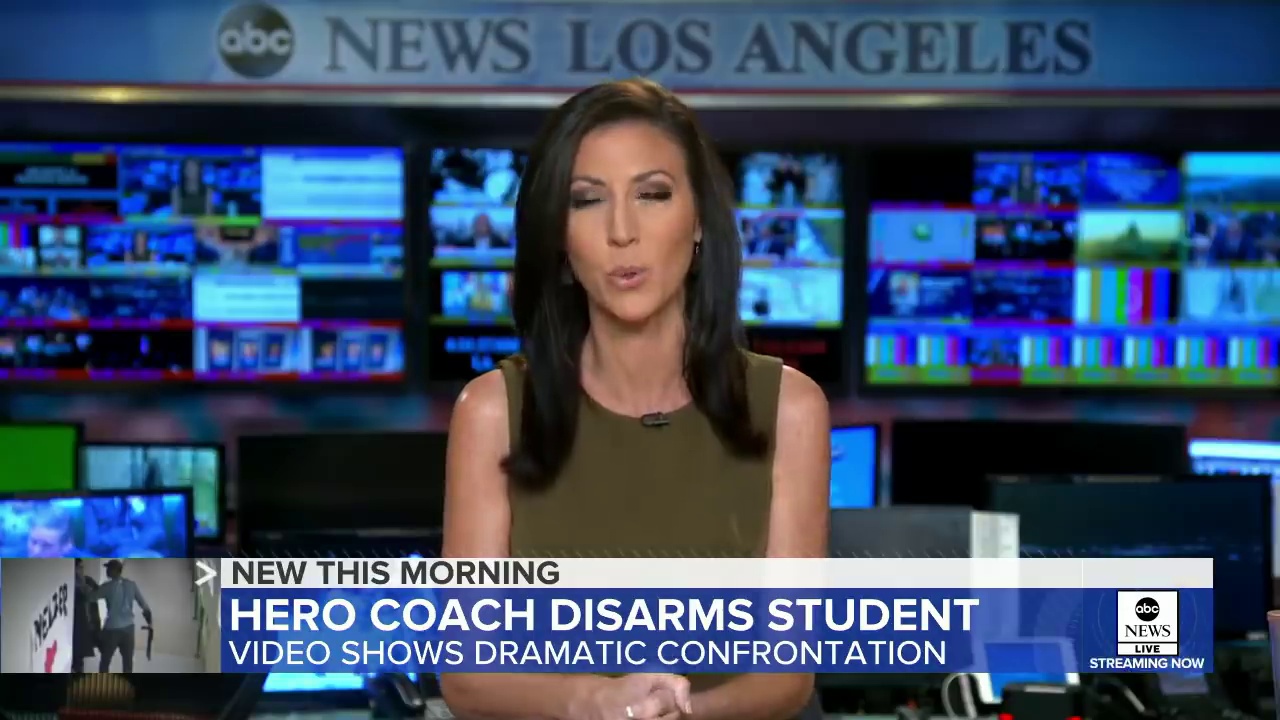 abc NEWS LOS ANGELES
NEW THIS MORNING
HERO COACH DISARMS STUDENT
VIDEO SHOWS DRAMATIC CONFRONTATION
abc
NEWS
LIVE
STREAMING NOW